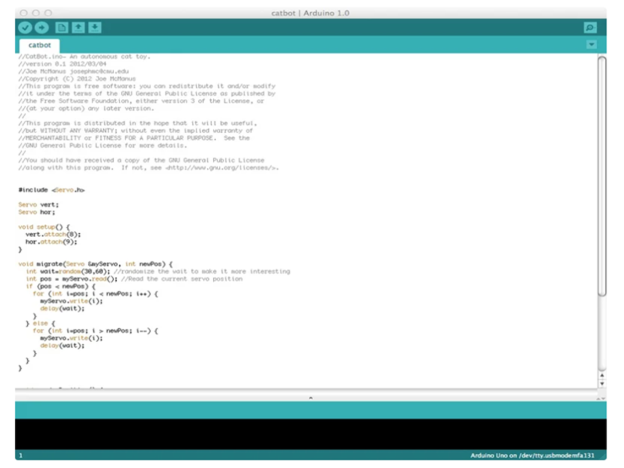 catbot | Arduino 1.0
catbot
//CatBot.ino- An autonomous cat toy.
//version 0.1 2012/03/04
//Joe McManus josephmc@cmu.edu
//Copyright (C) 2012 Joe McManus
//This program is free software: you can redistribute it and/or modify
//it under the terms of the GNU General Public License as published by
//the Free Software Foundation, either version 3 of the License, or
//(at your option) any later version.
//
//This program is distributed in the hope that it will be useful,
//but WITHOUT ANY WARRANTY; without even the implied warranty of
//MERCHANTABILITY or FITNESS FOR A PARTICULAR PURPOSE.  See the
//GNU General Public License for more details.
//
//You should have received a copy of the GNU General Public License
//along with this program.  If not, see <http://www.gnu.org/licenses/>.
#include <Servo.h>
Servo vert;
Servo hor;
void setup() {
vert.attach(8);
hor.attach(9);
}
void migrate(Servo &myServo, int newPos) {
int wait=random(30,60); //randomize the wait to make it more interesting
int pos = myServo.read(); //Read the current servo position
if (pos < newPos) {
for (int i=pos; i < newPos; i++) {
myServo.write(i);
delay(wait);
}
} else {
for (int i=pos; i > newPos; i--) {
myServo.write(i);
delay(wait);
}
}
}
1
Arduino Uno on /dev/tty.usbmodemfa131